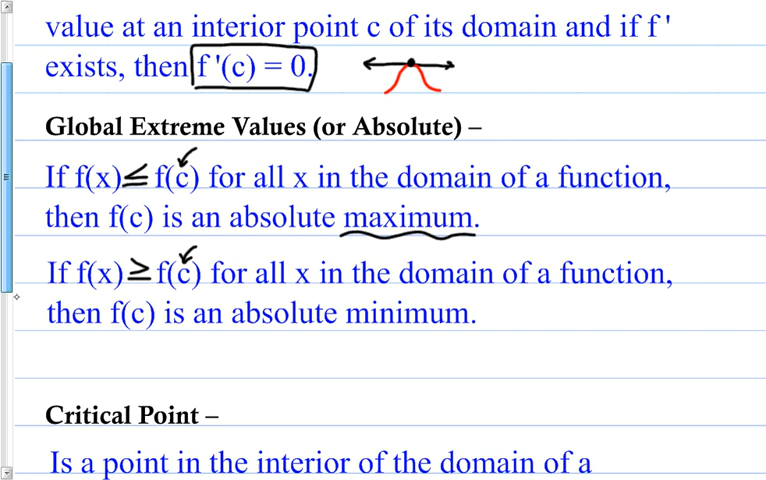 value at an interior point c of its domain and if f '
exists, then f '(c) = 0.
Global Extreme Values (or Absolute) –
If f(x) ≤ f(c) for all x in the domain of a function,
then f(c) is an absolute maximum.
If f(x) ≥ f(c) for all x in the domain of a function,
then f(c) is an absolute minimum.
Critical Point –
Is a point in the interior of the domain of a